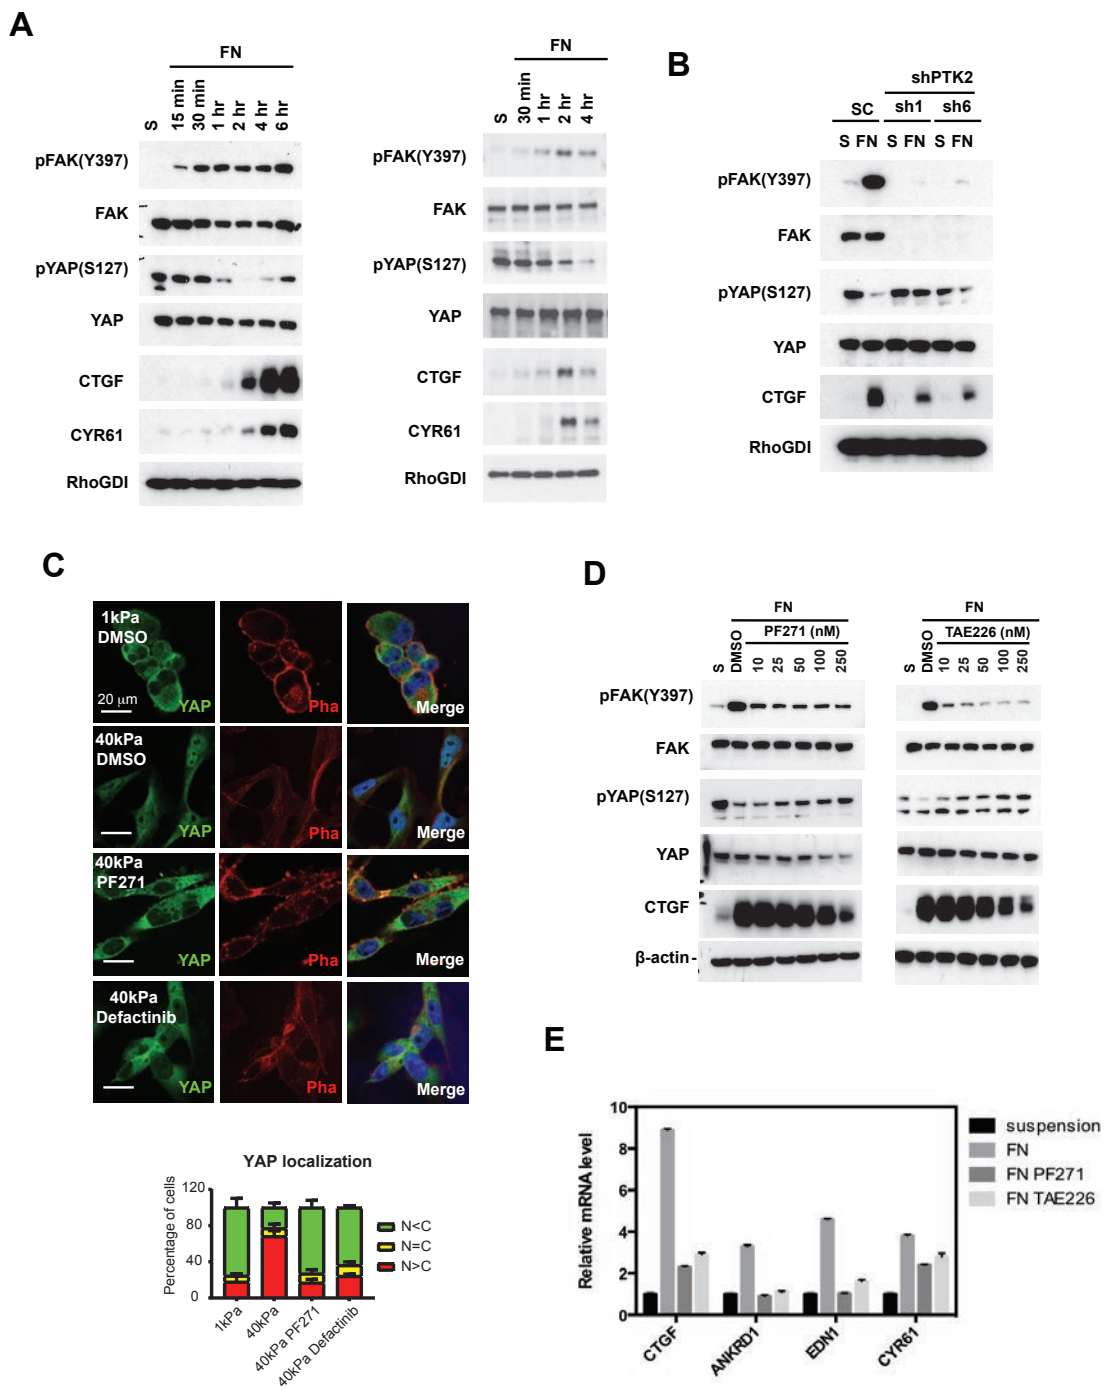 A
FN
S
15 min
30 min
1 hr
2 hr
4 hr
6 hr
pFAK(Y397)
FAK
pYAP(S127)
YAP
CTGF
CYR61
RhoGDI
FN
S
30 min
1 hr
2 hr
4 hr
pFAK(Y397)
FAK
pYAP(S127)
YAP
CTGF
CYR61
RhoGDI
B
shPTK2
SC sh1 sh6
S FN S FN S FN
pFAK(Y397)
FAK
pYAP(S127)
YAP
CTGF
RhoGDI
C
1kPa
DMSO
20 μm
YAP
Pha
Merge
40kPa
DMSO
YAP
Pha
Merge
40kPa
PF271
YAP
Pha
Merge
40kPa
Defactinib
YAP
Pha
Merge
YAP localization
Percentage of cells
120
80
40
0
1kPa
40kPa
40kPa PF271
40kPa Defactinib
N<C
N=C
N>C
D
FN
PF271 (nM)
S
DMSO
10
25
50
100
250
FN
TAE226 (nM)
S
DMSO
10
25
50
100
250
pFAK(Y397)
FAK
pYAP(S127)
YAP
CTGF
β-actin-
E
Relative mRNA level
10
8
6
4
2
0
CTGF
ANKRD1
EDN1
CYR61
suspension
FN
FN PF271
FN TAE226